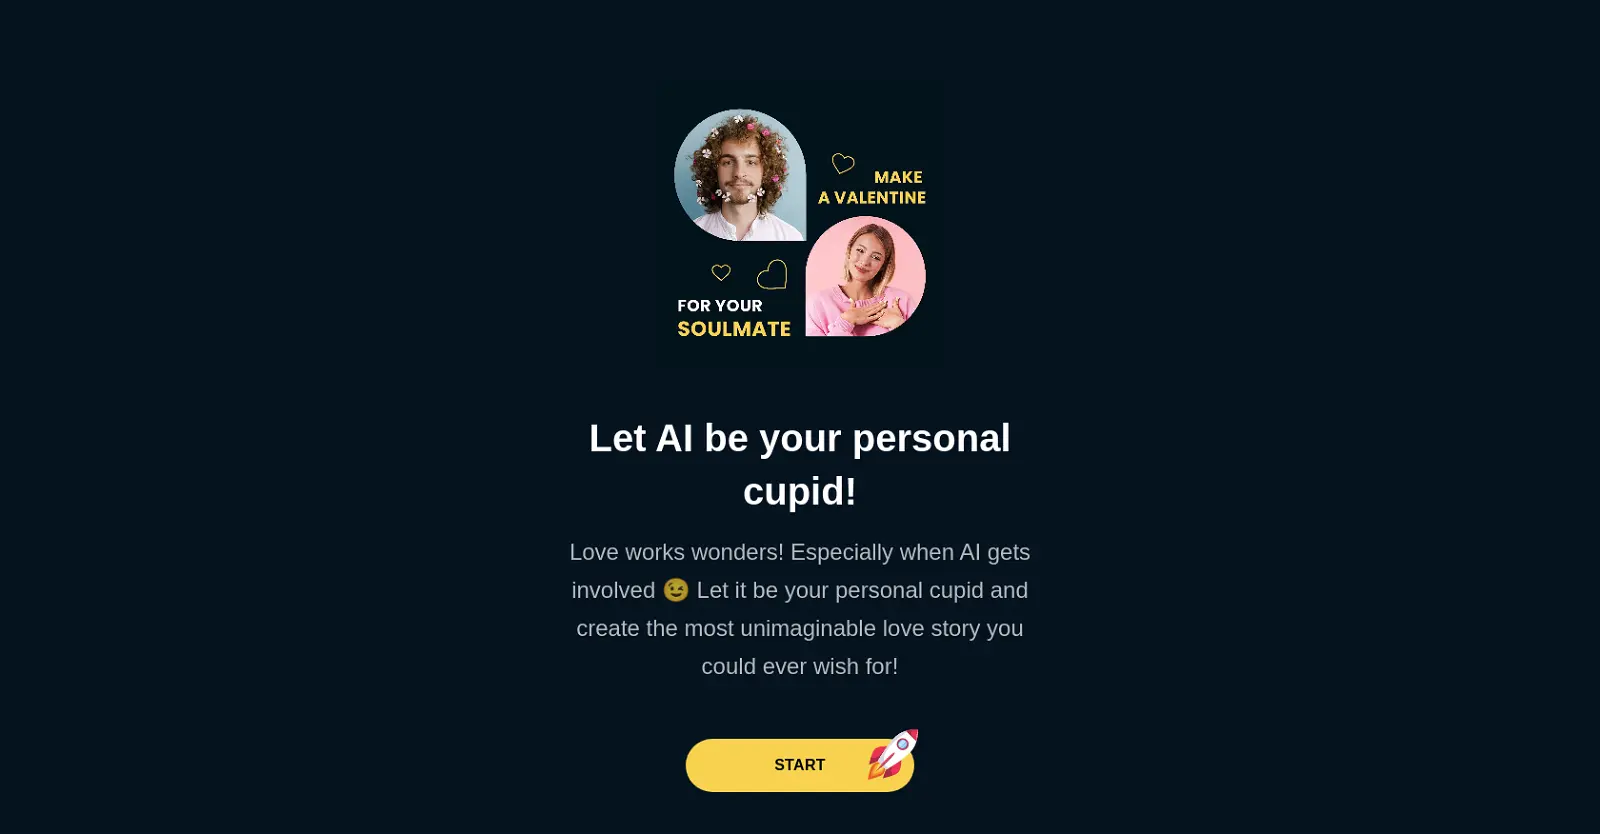 MAKE
A VALENTINE
FOR YOUR
SOULMATE
Let AI be your personal
cupid!
Love works wonders! Especially when AI gets
involved 😉 Let it be your personal cupid and
create the most unimaginable love story you
could ever wish for!
START